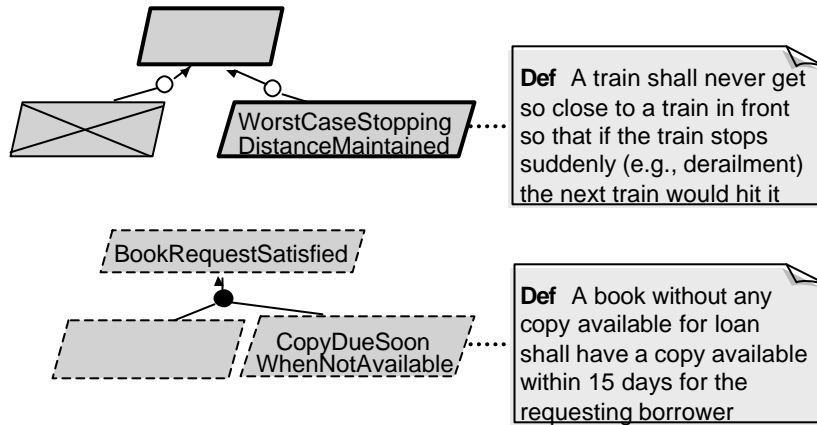 WorstCaseStopping
DistanceMaintained
Def A train shall never get
so close to a train in front
so that if the train stops
suddenly (e.g., derailment)
the next train would hit it
BookRequestSatisfied
CopyDueSoon
WhenNotAvailable
Def A book without any
copy available for loan
shall have a copy available
within 15 days for the
requesting borrower